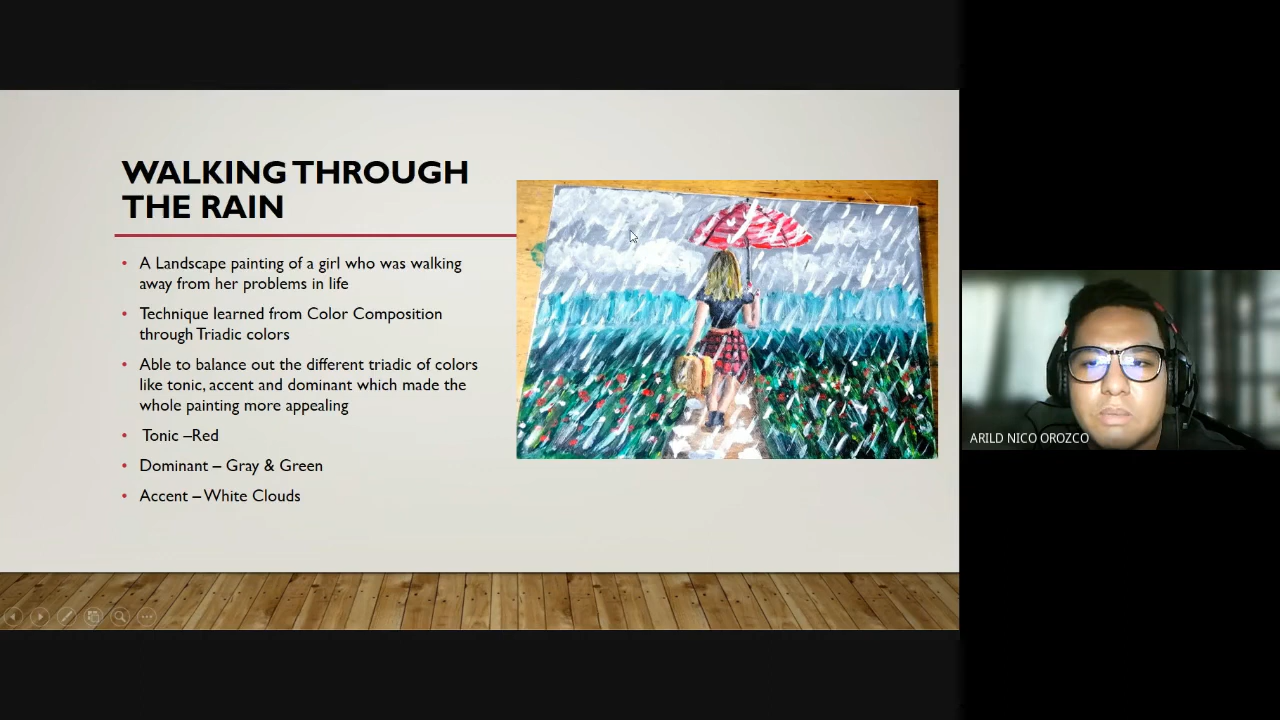 WALKING THROUGH
THE RAIN
• A Landscape painting of a girl who was walking
away from her problems in life
• Technique learned from Color Composition
through Triadic colors
• Able to balance out the different triadic of colors
like tonic, accent and dominant which made the
whole painting more appealing
• Tonic –Red
• Dominant – Gray & Green
• Accent – White Clouds
ARILD NICO OROZCO